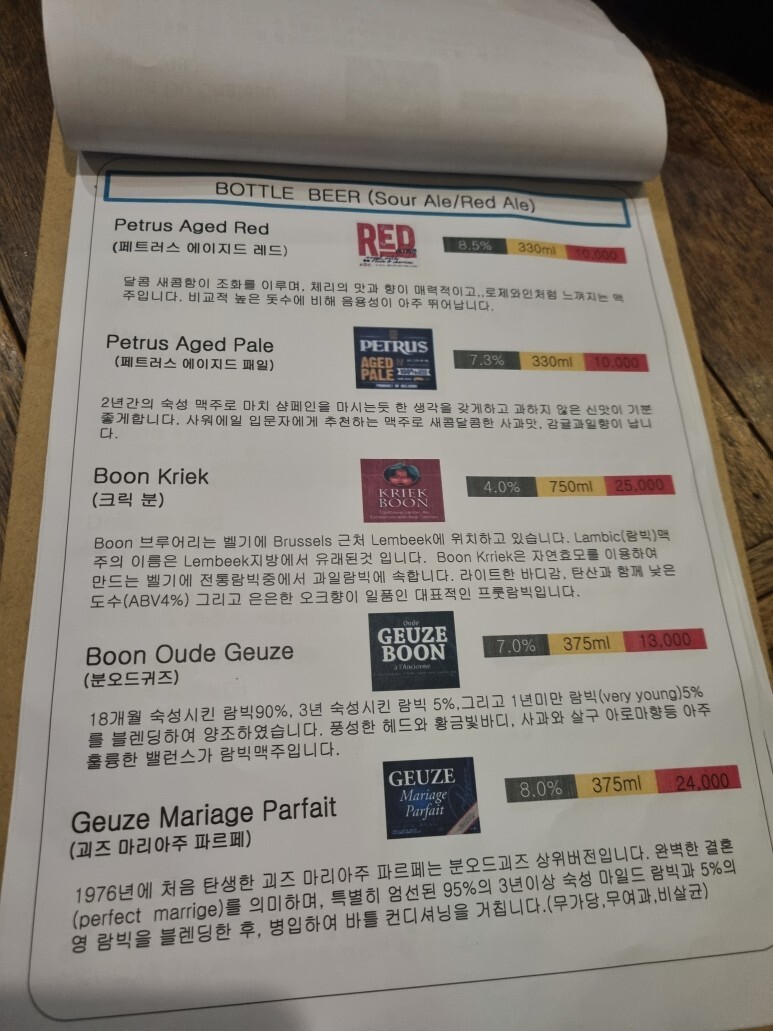 BOTTLE BEER (Sour Ale/Red Ale)
Petrus Aged Red
(페트러스 에이지드 레드)
RED
8.5% 330ml 10,000
달콤 새콤함이 조화를 이루며, 체리의 맛과 향이 매력적이고,,로제와인처럼 느껴지는 맥
주입니다. 비교적 높은 돗수에 비해 음용성이 아주 뛰어납니다.
Petrus Aged Pale
(페트러스 에이지드 패일)
PETRUS
AGED
PALE
100%
7.3% 330ml 10,000
2년간의 숙성 맥주로 마치 샴페인을 마시는듯 한 생각을 갖게하고 과하지 않은 신맛이 기분
좋게합니다. 사워에일 입문자에게 추천하는 맥주로 새콤달콤한 사과맛, 감귤과일향이 납니
다.
Boon Kriek
(크릭 분)
KRIEK
BOON
4.0% 750ml 25,000
Boon 브루어리는 벨기에 Brussels 근처 Lembeek에 위치하고 있습니다. Lambic(람빅)맥
주의 이름은 Lembeek지방에서 유래된것 입니다. Boon Krriek은 자연효모를 이용하여
만드는 벨기에 전통람빅중에서 과일람빅에 속합니다. 라이트한 바디감, 탄산과 함께 낮은
도수(ABV4%) 그리고 은은한 오크향이 일품인 대표적인 프룻람빅입니다.
Boon Oude Geuze
(분오드귀즈)
Oude
GEUZE
BOON
à l'Ancienne
7.0% 375ml 13,000
18개월 숙성시킨 람빅90%, 3년 숙성시킨 람빅 5%,그리고 1년미만 람빅(very young)5%
를 블렌딩하여 양조하였습니다. 풍성한 헤드와 황금빛바디, 사과와 살구 아로마향등 아주
훌륭한 밸런스가 람빅맥주입니다.
Geuze Mariage Parfait
(괴즈 마리아주 파르페)
GEUZE
Mariage
Parfait
8.0% 375ml 24,000
1976년에 처음 탄생한 괴즈 마리아주 파르페는 분오드괴즈 상위버전입니다. 완벽한 결혼
(perfect marrige)를 의미하며, 특별히 엄선된 95%의 3년이상 숙성 마일드 람빅과 5%의
영 람빅을 블렌딩한 후, 병입하여 바틀 컨디셔닝을 거칩니다.(무가당,무여과,비살균)